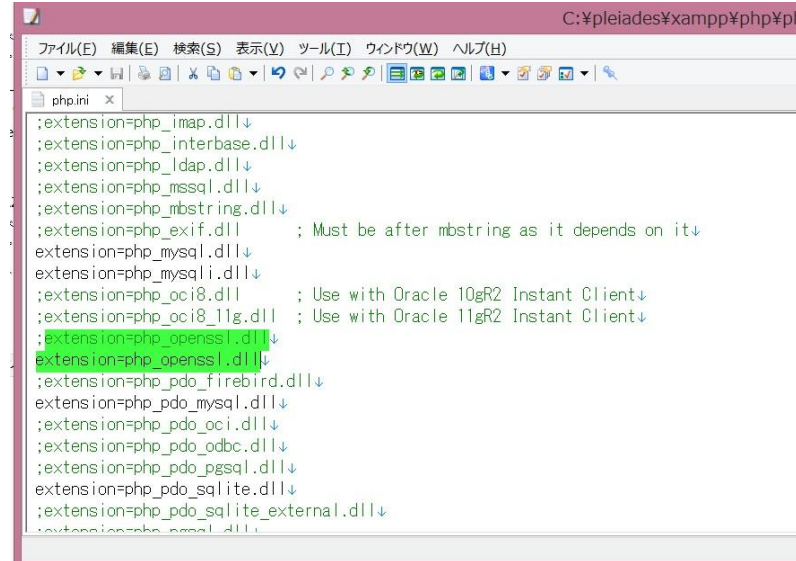 C:¥pleiades¥xampp¥php¥p
ファイル(F) 編集(E) 検索(S) 表示(V) ツール(T) ウィンドウ(W) ヘルプ(H)
php.ini
;extension=php_imap.dll↓
;extension=php_interbase.dll↓
;extension=php_ldap.dll↓
;extension=php_mssql.dll↓
;extension=php_mbstring.dll↓
;extension=php_exif.dll ; Must be after mbstring as it depends on it↓
extension=php_mysql.dll↓
extension=php_mysqli.dll↓
;extension=php_oci8.dll ; Use with Oracle 10gR2 Instant Client↓
;extension=php_oci8_11g.dll ; Use with Oracle 11gR2 Instant Client↓
;extension=php_openssl.dll↓
extension=php_openssl.dll↓
;extension=php_pdo_firebird.dll↓
extension=php_pdo_mysql.dll↓
;extension=php_pdo_oci.dll↓
;extension=php_pdo_odbc.dll↓
;extension=php_pdo_pgsql.dll↓
extension=php_pdo_sqlite.dll↓
;extension=php_pdo_sqlite_external.dll↓